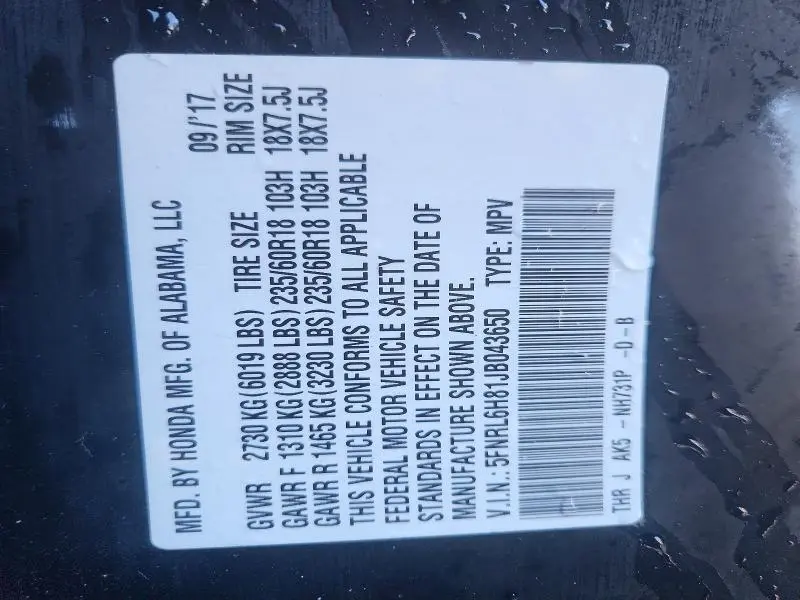 MFD. BY HONDA MFG. OF ALABAMA, LLC 09/'17
GVWR 2730 KG (6019 LBS) TIRE SIZE RIM SIZE
GAWR F 1310 KG (2888 LBS) 235/60R18 103H 18X7.5J
GAWR R 1465 KG (3230 LBS) 235/60R18 103H 18X7.5J
THIS VEHICLE CONFORMS TO ALL APPLICABLE
FEDERAL MOTOR VEHICLE SAFETY
STANDARDS IN EFFECT ON THE DATE OF
MANUFACTURE SHOWN ABOVE.
V.I.N.: 5FNRL6H81JB043650 TYPE: MPV
THR J AK5 - NH731P -D-B